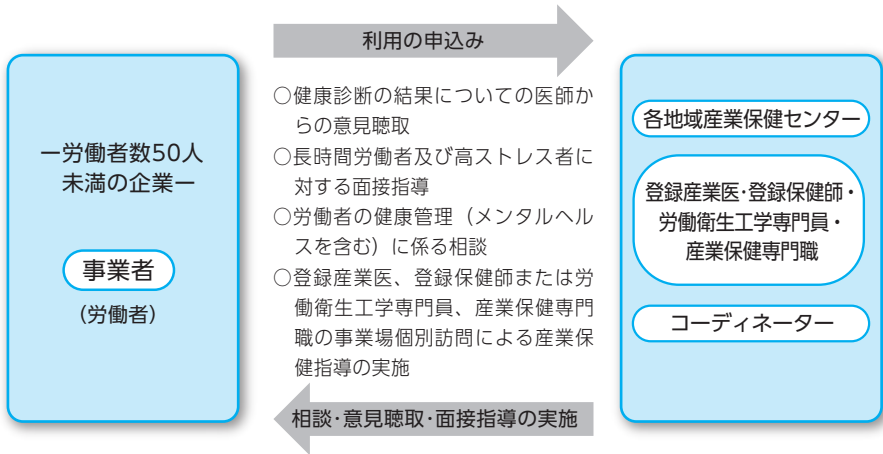 利用の申込み
―労働者数50人
未満の企業―
事業者
(労働者)
○健康診断の結果についての医師か
らの意見聴取
○長時間労働者及び高ストレス者に
対する面接指導
○労働者の健康管理（メンタルヘル
スを含む）に係る相談
○登録産業医、登録保健師または労
働衛生工学専門員、産業保健専門
職の事業場個別訪問による産業保
健指導の実施
相談・意見聴取・面接指導の実施
各地域産業保健センター
登録産業医・登録保健師・
労働衛生工学専門員・
産業保健専門職
コーディネーター